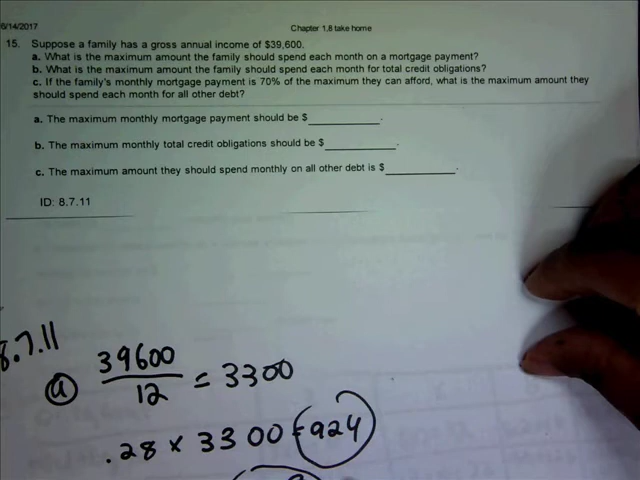 6/14/2017 Chapter 1,8 take home
15. Suppose a family has a gross annual income of $39,600.
a. What is the maximum amount the family should spend each month on a mortgage payment?
b. What is the maximum amount the family should spend each month for total credit obligations?
c. If the family's monthly mortgage payment is 70% of the maximum they can afford, what is the maximum amount they
should spend each month for all other debt?
a. The maximum monthly mortgage payment should be $____________.
b. The maximum monthly total credit obligations should be $____________.
c. The maximum amount they should spend monthly on all other debt is $____________.
ID: 8.7.11
8.7.11
a 39600/12 = 3300
.28 × 3300 = 924